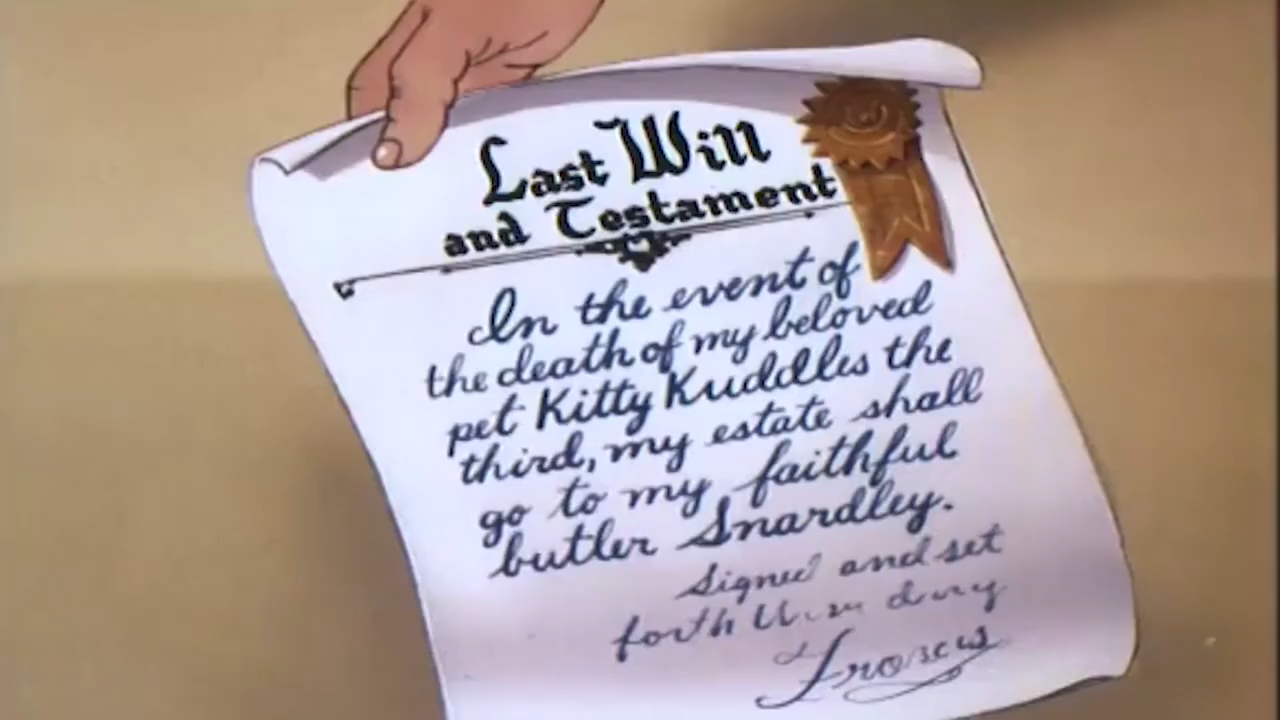 Last Will
and Testament
In the event of
the death of my beloved
pet Kitty Kuddles the
third, my estate shall
go to my faithful
butler Snardley.
Signed and set
forth